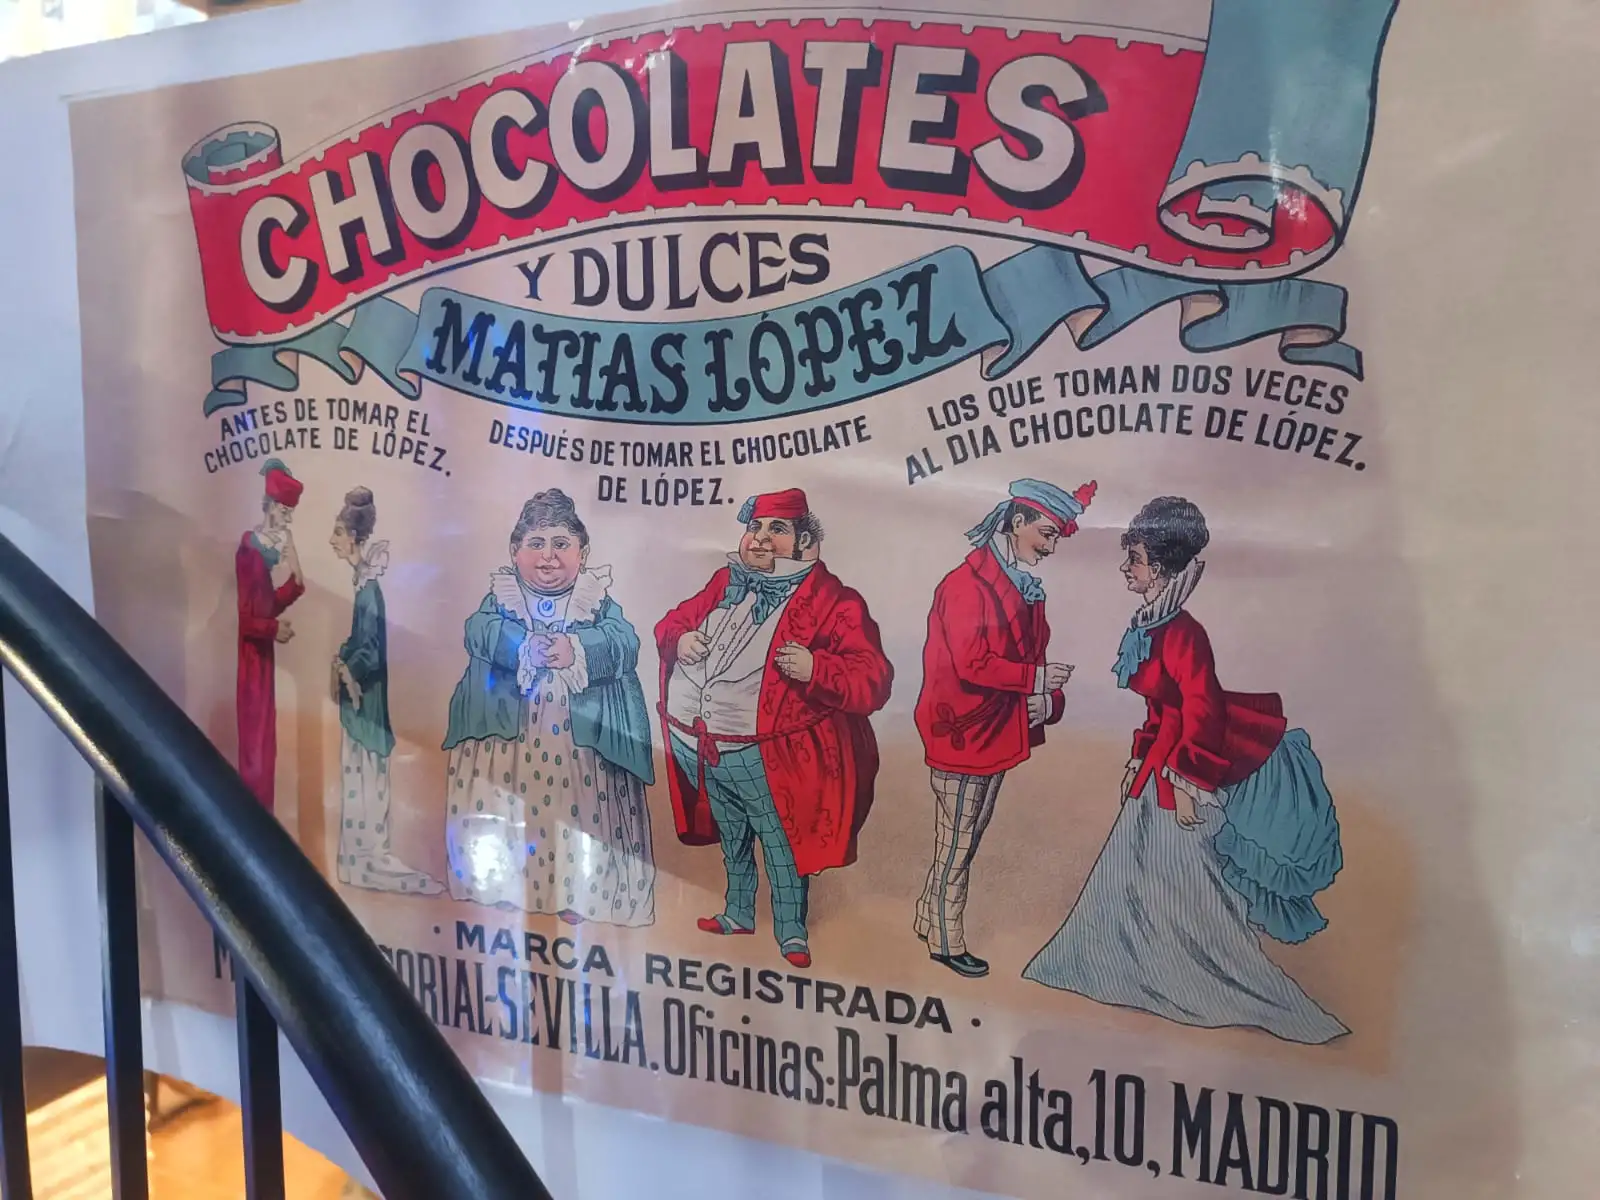 CHOCOLATES
Y DULCES
MATIAS LÓPEZ
ANTES DE TOMAR EL
CHOCOLATE DE LÓPEZ.
DESPUÉS DE TOMAR EL CHOCOLATE
DE LÓPEZ.
LOS QUE TOMAN DOS VECES
AL DIA CHOCOLATE DE LÓPEZ.
· MARCA REGISTRADA ·
SEVILLA. Oficinas: Palma alta, 10, MADRID